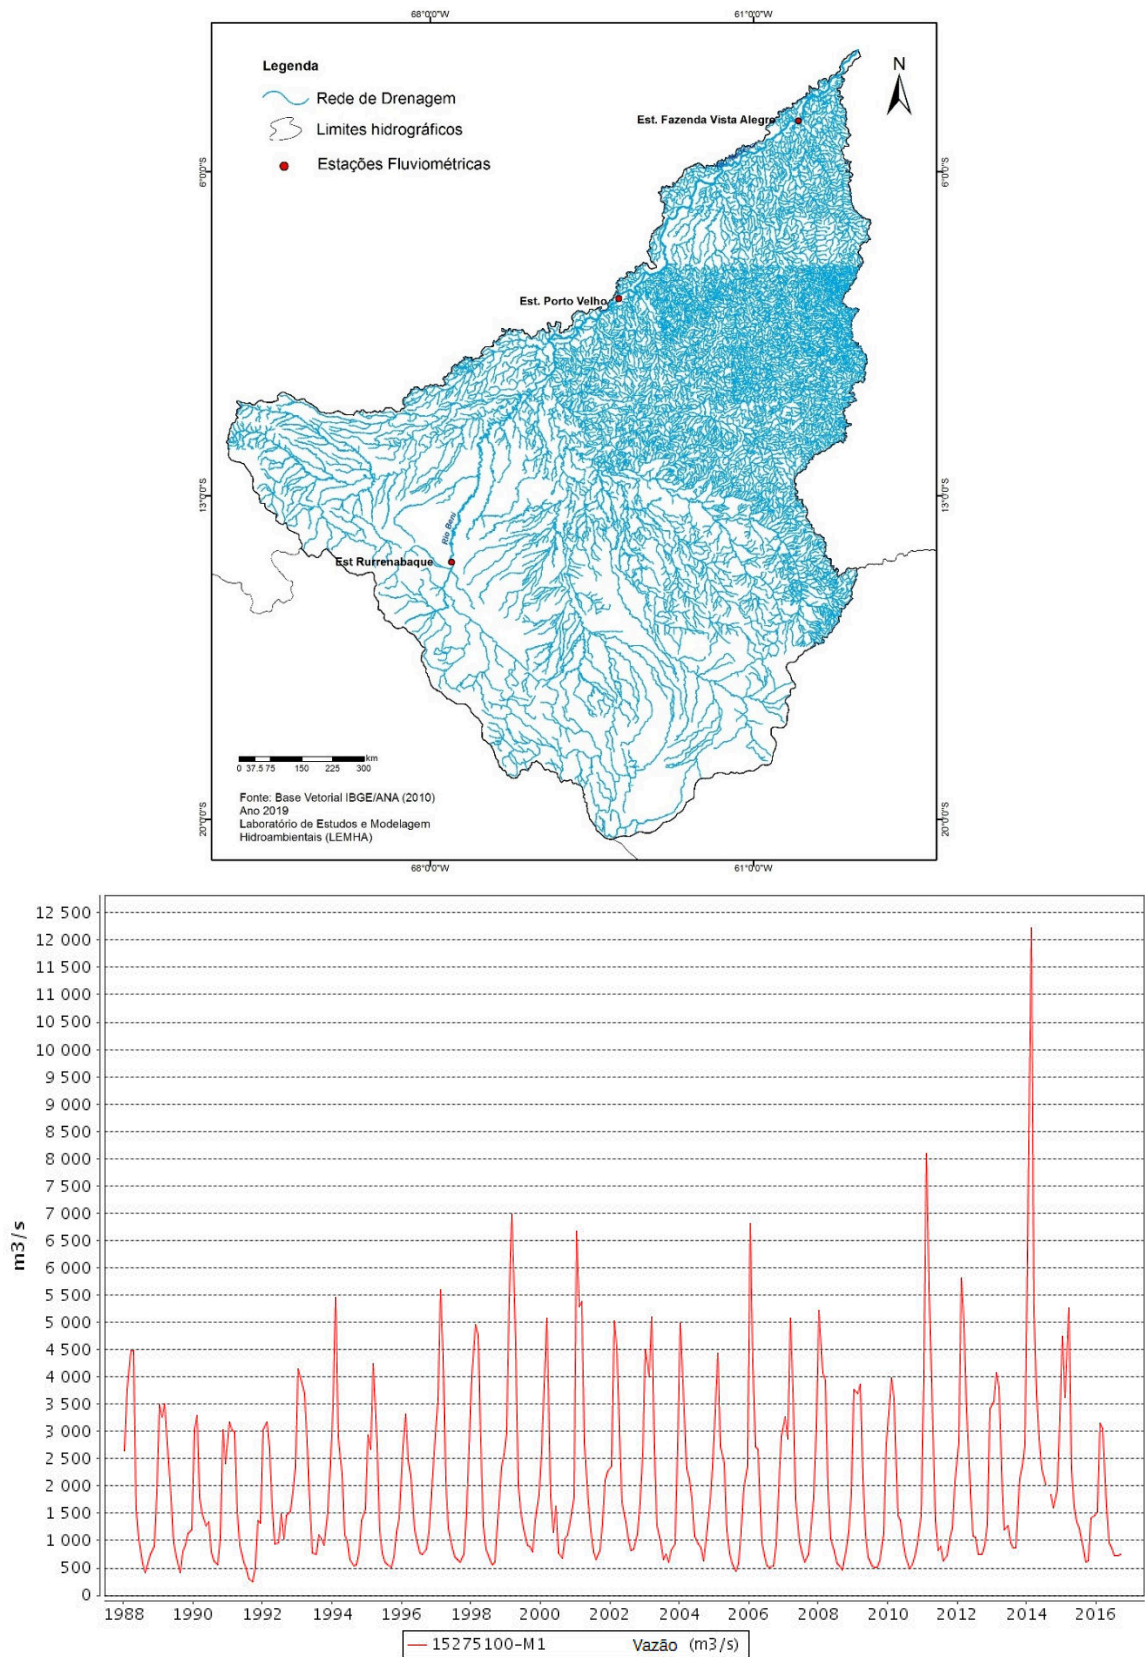 68°0'0"W
61°0'0"W
Legenda
N
Rede de Drenagem
Limites hidrográficos
Estações Fluviométricas
Est. Fazenda Vista Alegre
6°0'0"S
6°0'0"S
Est. Porto Velho
13°0'0"S
13°0'0"S
Rio Beni
Est Rurrenabaque
km
0 37,5 75 150 225 300
Fonte: Base Vetorial IBGE/ANA (2010)
Ano 2019
Laboratório de Estudos e Modelagem
Hidroambientais (LEMHA)
20°0'0"S
20°0'0"S
68°0'0"W
61°0'0"W
12 500
12 000
11 500
11 000
10 500
10 000
9 500
9 000
8 500
8 000
7 500
7 000
6 500
6 000
5 500
5 000
4 500
4 000
3 500
3 000
2 500
2 000
1 500
1 000
500
0
m3/s
1988 1990 1992 1994 1996 1998 2000 2002 2004 2006 2008 2010 2012 2014 2016
15275100-M1 Vazão (m3/s)